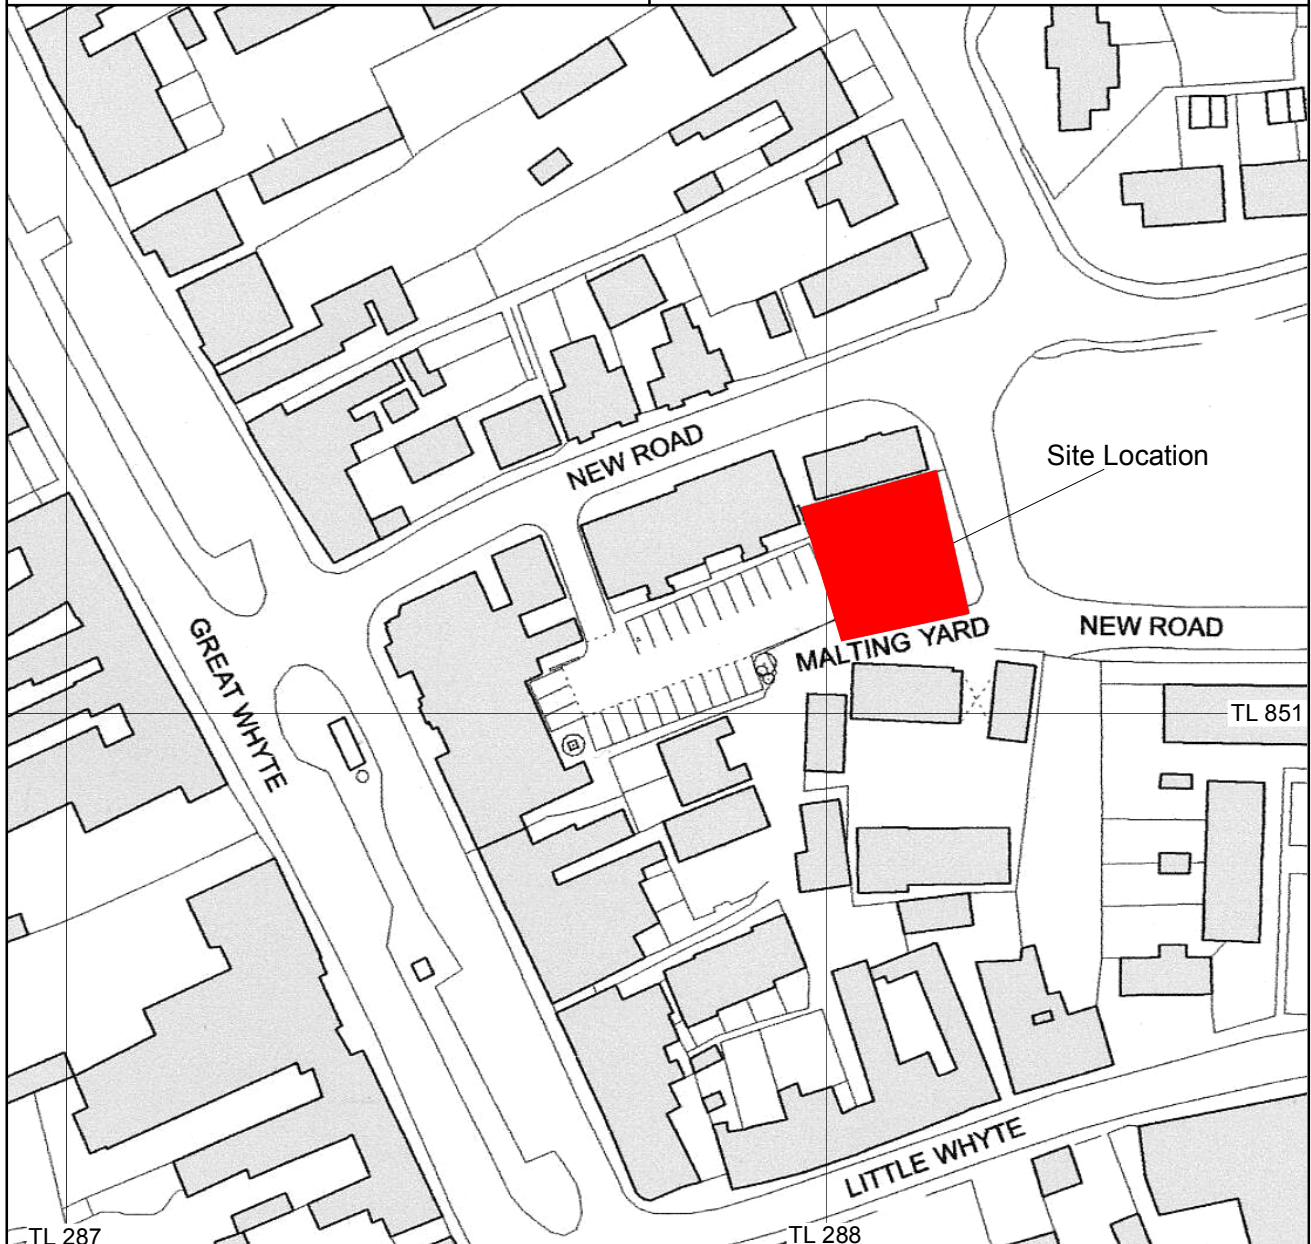 NEW ROAD
Site Location
GREAT WHYTE
MALTING YARD
NEW ROAD
TL 851
LITTLE WHYTE
TL 287
TL 288